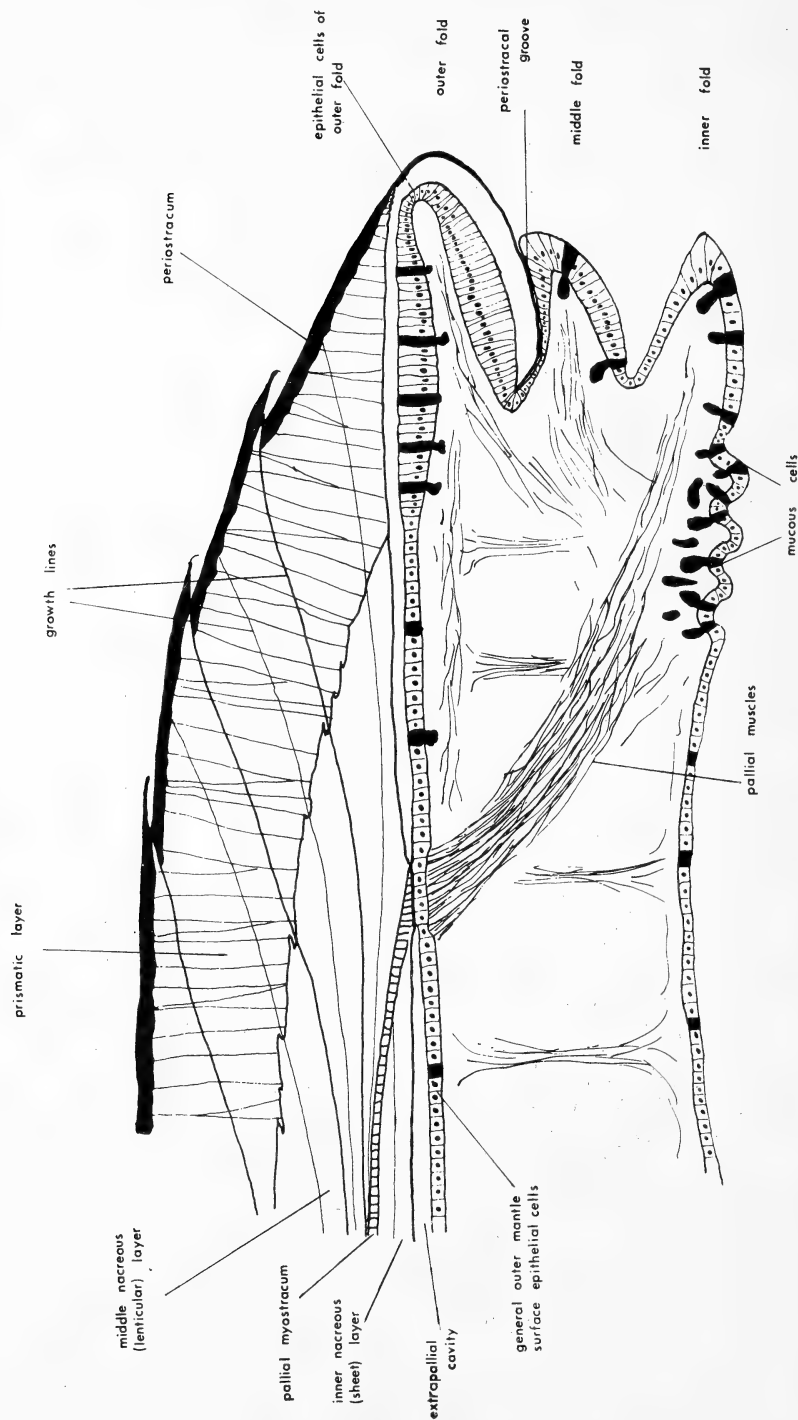 prismatic layer
growth lines
periostracum
epithelial cells of
outer fold
outer fold
periostracal
groove
middle fold
inner fold
middle nacreous
(lenticular) layer
pallial myostracum
inner nacreous
(sheet) layer
extrapallial
cavity
general outer mantle
surface epithelial cells
pallial muscles
mucous cells